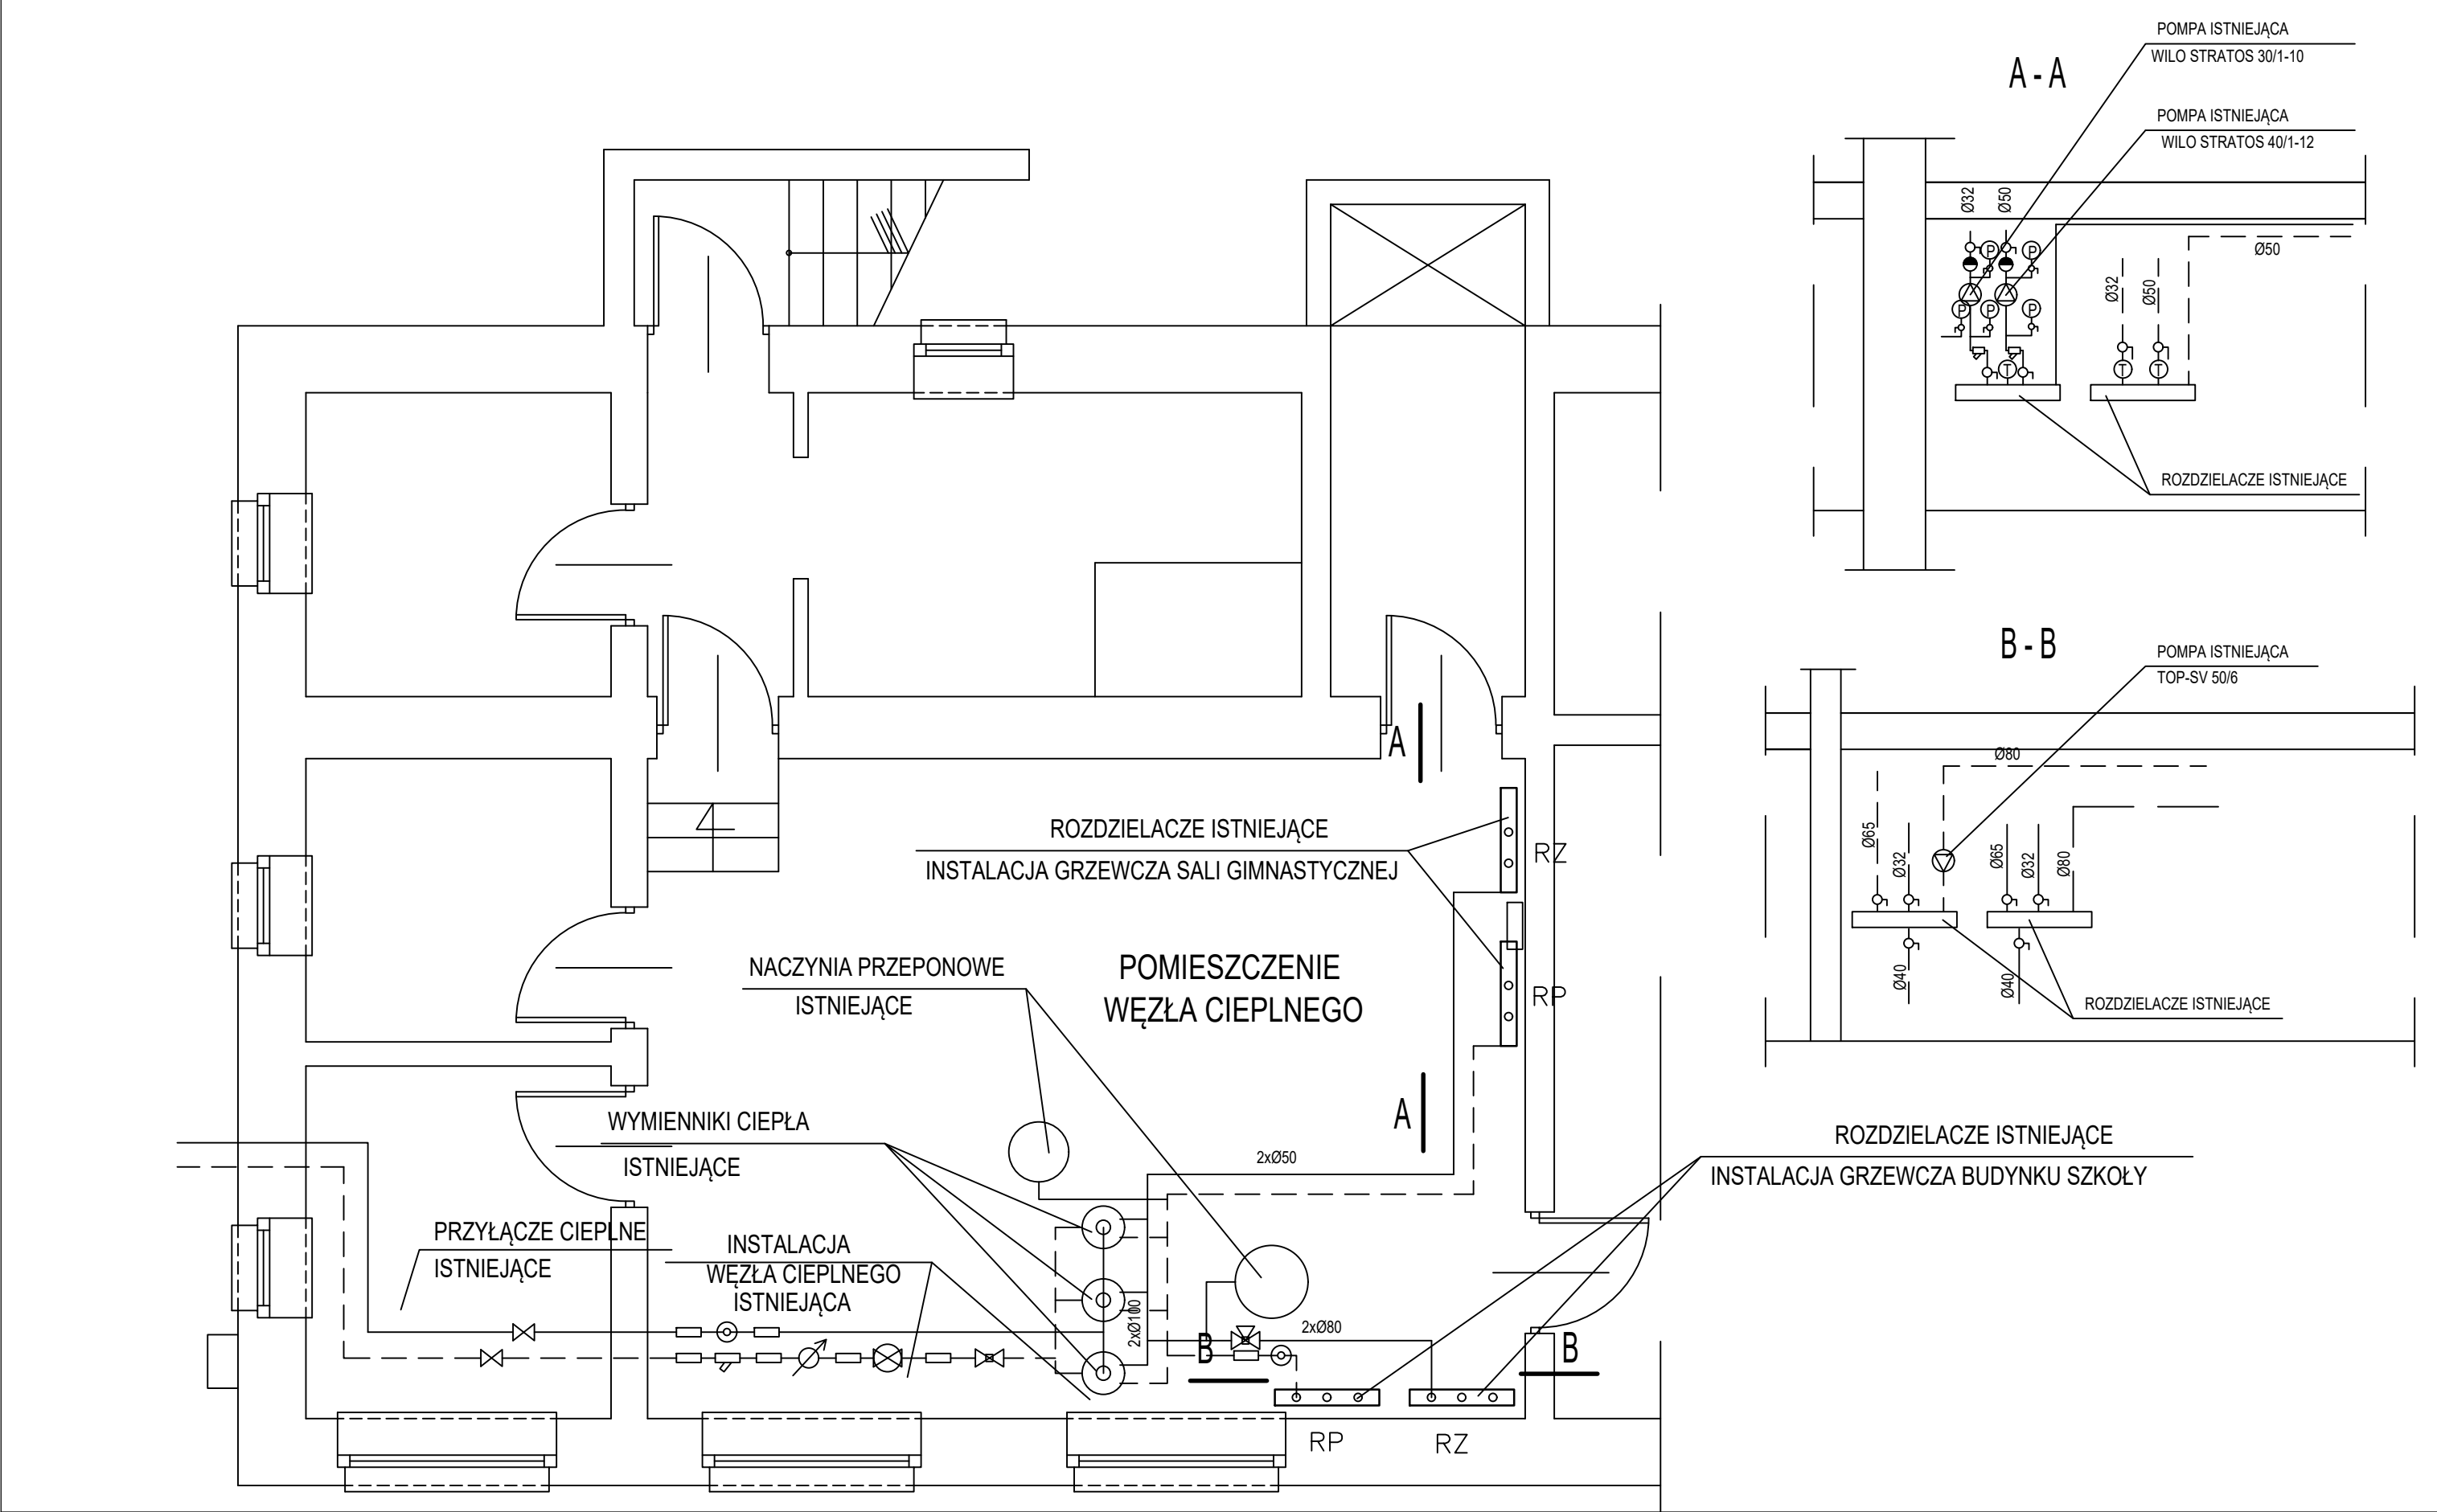 POMPA ISTNIEJĄCA
WILO STRATOS 30/1-10
A - A
POMPA ISTNIEJĄCA
WILO STRATOS 40/1-12
Ø32
Ø50
P
P
P
P
P
Ø50
Ø32
Ø50
T
T
T
ROZDZIELACZE ISTNIEJĄCE
B - B
POMPA ISTNIEJĄCA
TOP-SV 50/6
Ø80
Ø65
Ø32
Ø65
Ø32
Ø80
Ø40
Ø40
ROZDZIELACZE ISTNIEJĄCE
A
ROZDZIELACZE ISTNIEJĄCE
INSTALACJA GRZEWCZA SALI GIMNASTYCZNEJ
RZ
NACZYNIA PRZEPONOWE
ISTNIEJĄCE
POMIESZCZENIE
WĘZŁA CIEPLNEGO
RP
A
WYMIENNIKI CIEPŁA
ISTNIEJĄCE
2xØ50
ROZDZIELACZE ISTNIEJĄCE
INSTALACJA GRZEWCZA BUDYNKU SZKOŁY
PRZYŁĄCZE CIEPLNE
ISTNIEJĄCE
INSTALACJA
WĘZŁA CIEPLNEGO
ISTNIEJĄCA
2xØ100
2xØ80
B
B
RP
RZ